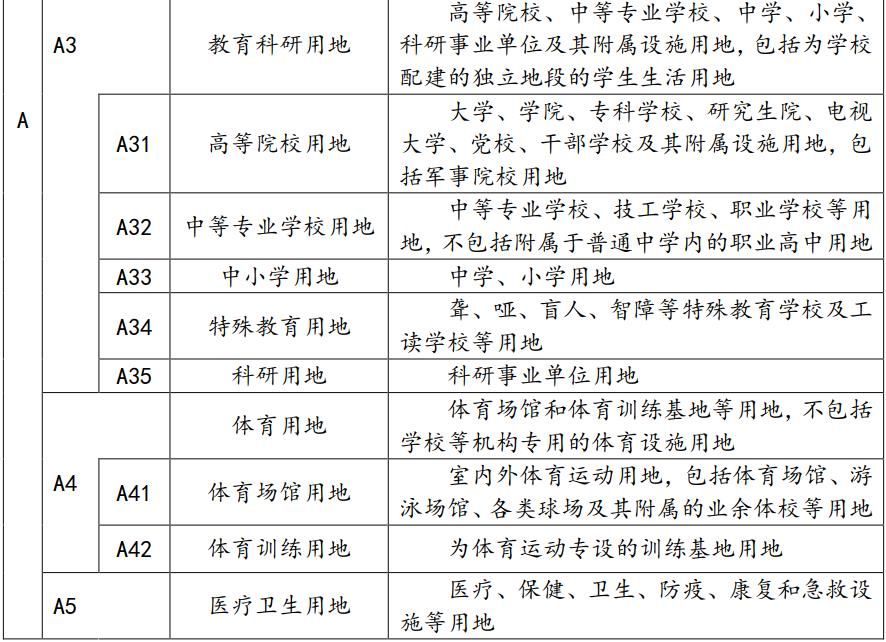 A
A3
教育科研用地
高等院校、中等专业学校、中学、小学、
科研事业单位及其附属设施用地，包括为学校
配建的独立地段的学生生活用地
A31
高等院校用地
大学、学院、专科学校、研究生院、电视
大学、党校、干部学校及其附属设施用地，包
括军事院校用地
A32
中等专业学校用地
中等专业学校、技工学校、职业学校等用
地，不包括附属于普通中学内的职业高中用地
A33
中小学用地
中学、小学用地
A34
特殊教育用地
聋、哑、盲人、智障等特殊教育学校及工
读学校等用地
A35
科研用地
科研事业单位用地
A4
体育用地
体育场馆和体育训练基地等用地，不包括
学校等机构专用的体育设施用地
A41
体育场馆用地
室内外体育运动用地，包括体育场馆、游
泳场馆、各类球场及其附属的业余体校等用地
A42
体育训练用地
为体育运动专设的训练基地用地
A5
医疗卫生用地
医疗、保健、卫生、防疫、康复和急救设
施等用地